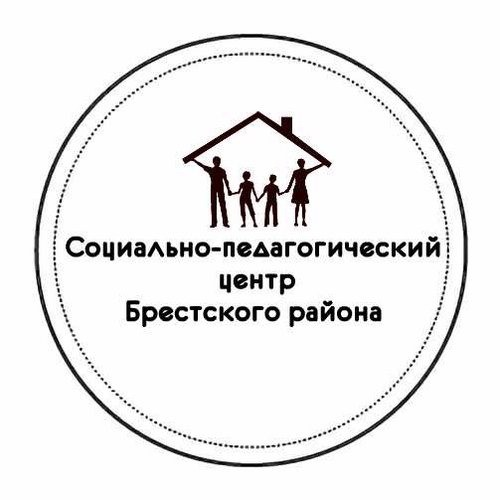 Социально-педагогический
центр
Брестского района